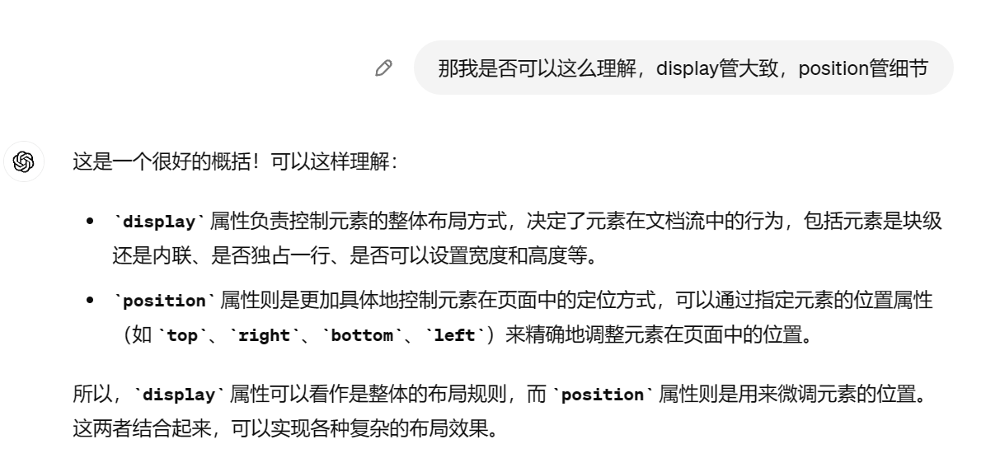 那我是否可以这么理解，display管大致，position管细节
这是一个很好的概括！可以这样理解：
• `display` 属性负责控制元素的整体布局方式，决定了元素在文档流中的行为，包括元素是块级
还是内联、是否独占一行、是否可以设置宽度和高度等。
• `position` 属性则是更加具体地控制元素在页面中的定位方式，可以通过指定元素的位置属性
（如 `top`、`right`、`bottom`、`left`）来精确地调整元素在页面中的位置。
所以，`display` 属性可以看作是整体的布局规则，而 `position` 属性则是用来微调元素的位置。
这两者结合起来，可以实现各种复杂的布局效果。